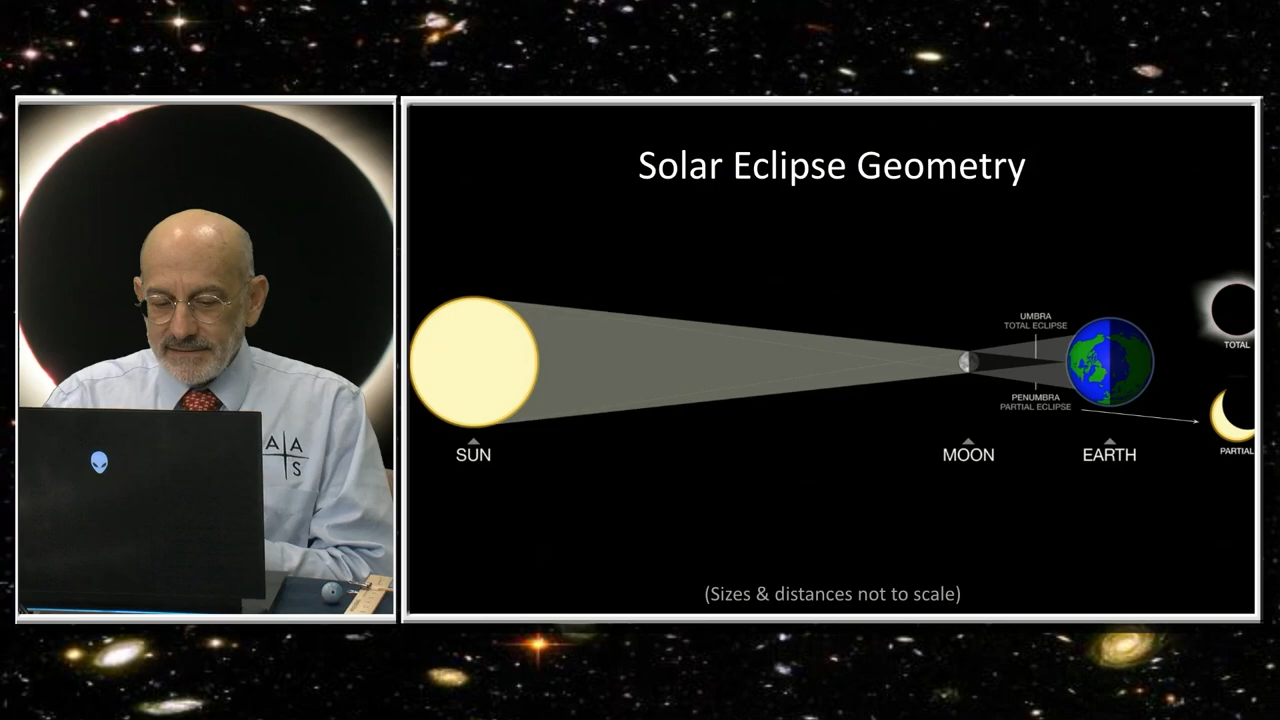 A A
S
Solar Eclipse Geometry
UMBRA
TOTAL ECLIPSE
TOTAL
PENUMBRA
PARTIAL ECLIPSE
PARTIAL
SUN
MOON
EARTH
(Sizes & distances not to scale)